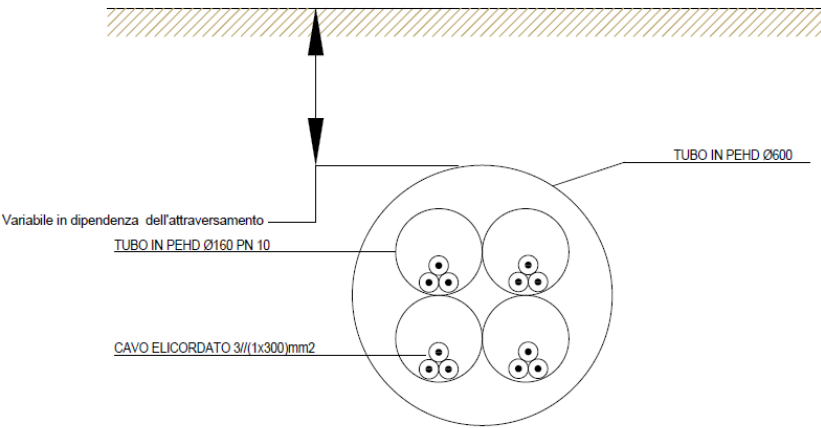 TUBO IN PEHD Ø600
Variabile in dipendenza dell'attraversamento
TUBO IN PEHD Ø160 PN 10
CAVO ELICORDATO 3//(1x300)mm2